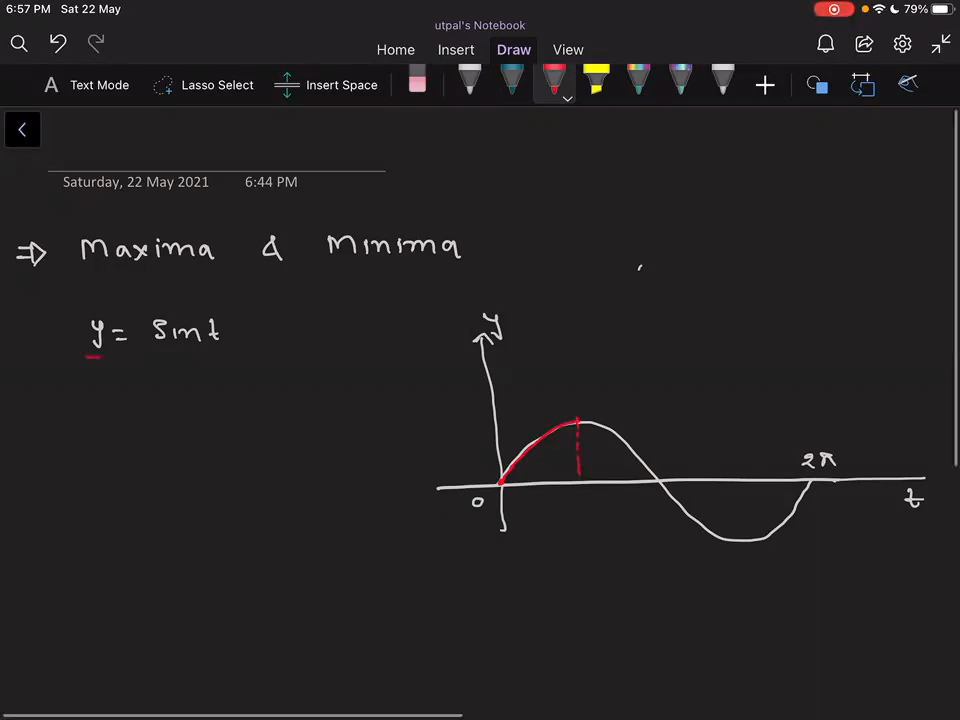 6:57 PM Sat 22 May 79%
utpal's Notebook
Home Insert Draw View
A Text Mode Lasso Select Insert Space
Saturday, 22 May 2021 6:44 PM
⇒ Maxima & Minima
y = Sint
y
2π
0
t